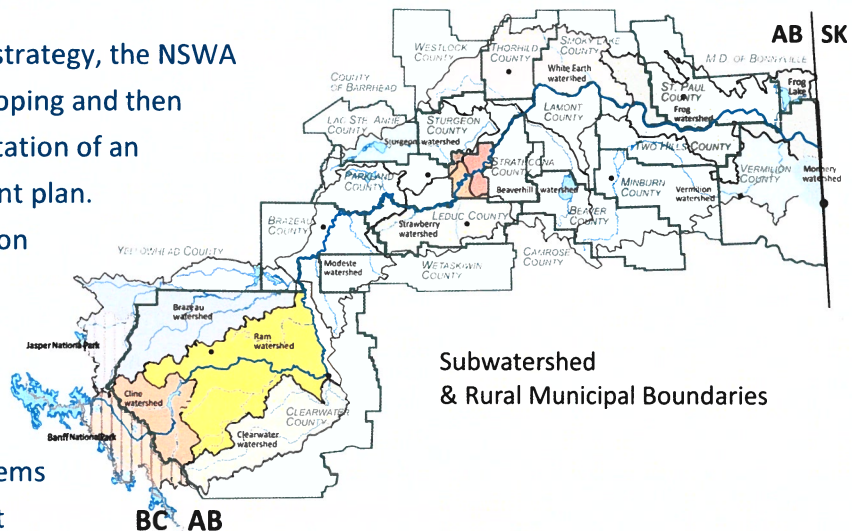 strategy, the NSWA
oping and then
tation of an
nt plan.
on
ems
t
AB SK
WESTLOCK
COUNTY
THORHILD
COUNTY
SMOKY LAKE
COUNTY
M.D. OF BONNYVILLE
COUNTY
OF BARRHEAD
White Earth
watershed
ST. PAUL
COUNTY
Frog
watershed
Frog
Lake
LAC STE. ANNE
COUNTY
STURGEON
COUNTY
Sturgeon watershed
LAMONT
COUNTY
TWO HILLS COUNTY
PARKLAND
COUNTY
STRATHCONA
COUNTY
Beaverhill watershed
MINBURN
COUNTY
Vermilion
watershed
VERMILION
COUNTY
watershed
BRAZEAU
COUNTY
Strawberry
watershed
LEDUC COUNTY
BEAVER
COUNTY
YELLOWHEAD COUNTY
Modeste
watershed
WETASKIWIN
COUNTY
CAMROSE
COUNTY
Brazeau
watershed
Ram
watershed
Jasper National Park
Cline
watershed
CLEARWATER
COUNTY
Clearwater
watershed
Banff National Park
BC AB
Subwatershed
& Rural Municipal Boundaries